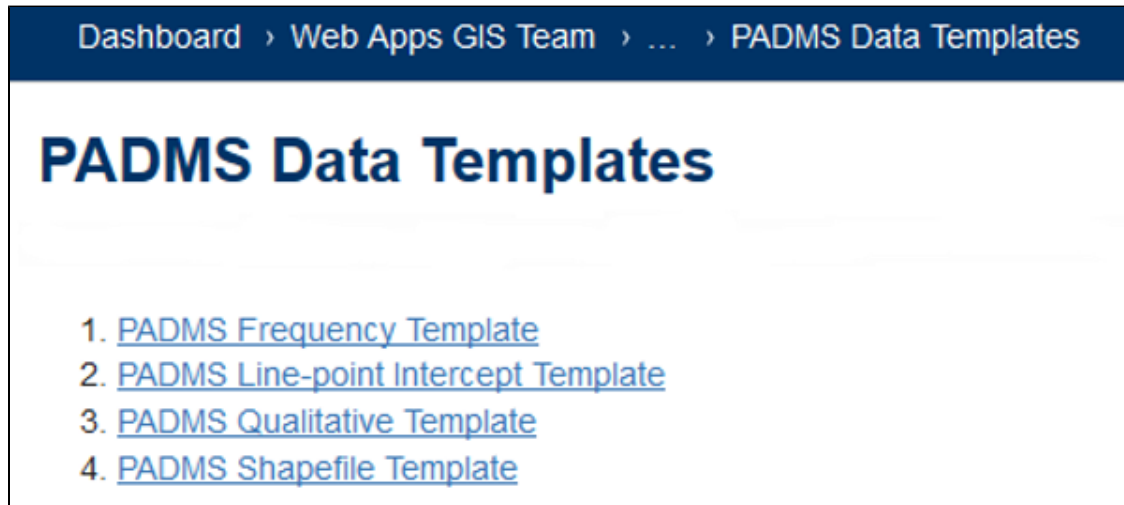 Dashboard › Web Apps GIS Team › ... › PADMS Data Templates
PADMS Data Templates
1. PADMS Frequency Template
2. PADMS Line-point Intercept Template
3. PADMS Qualitative Template
4. PADMS Shapefile Template